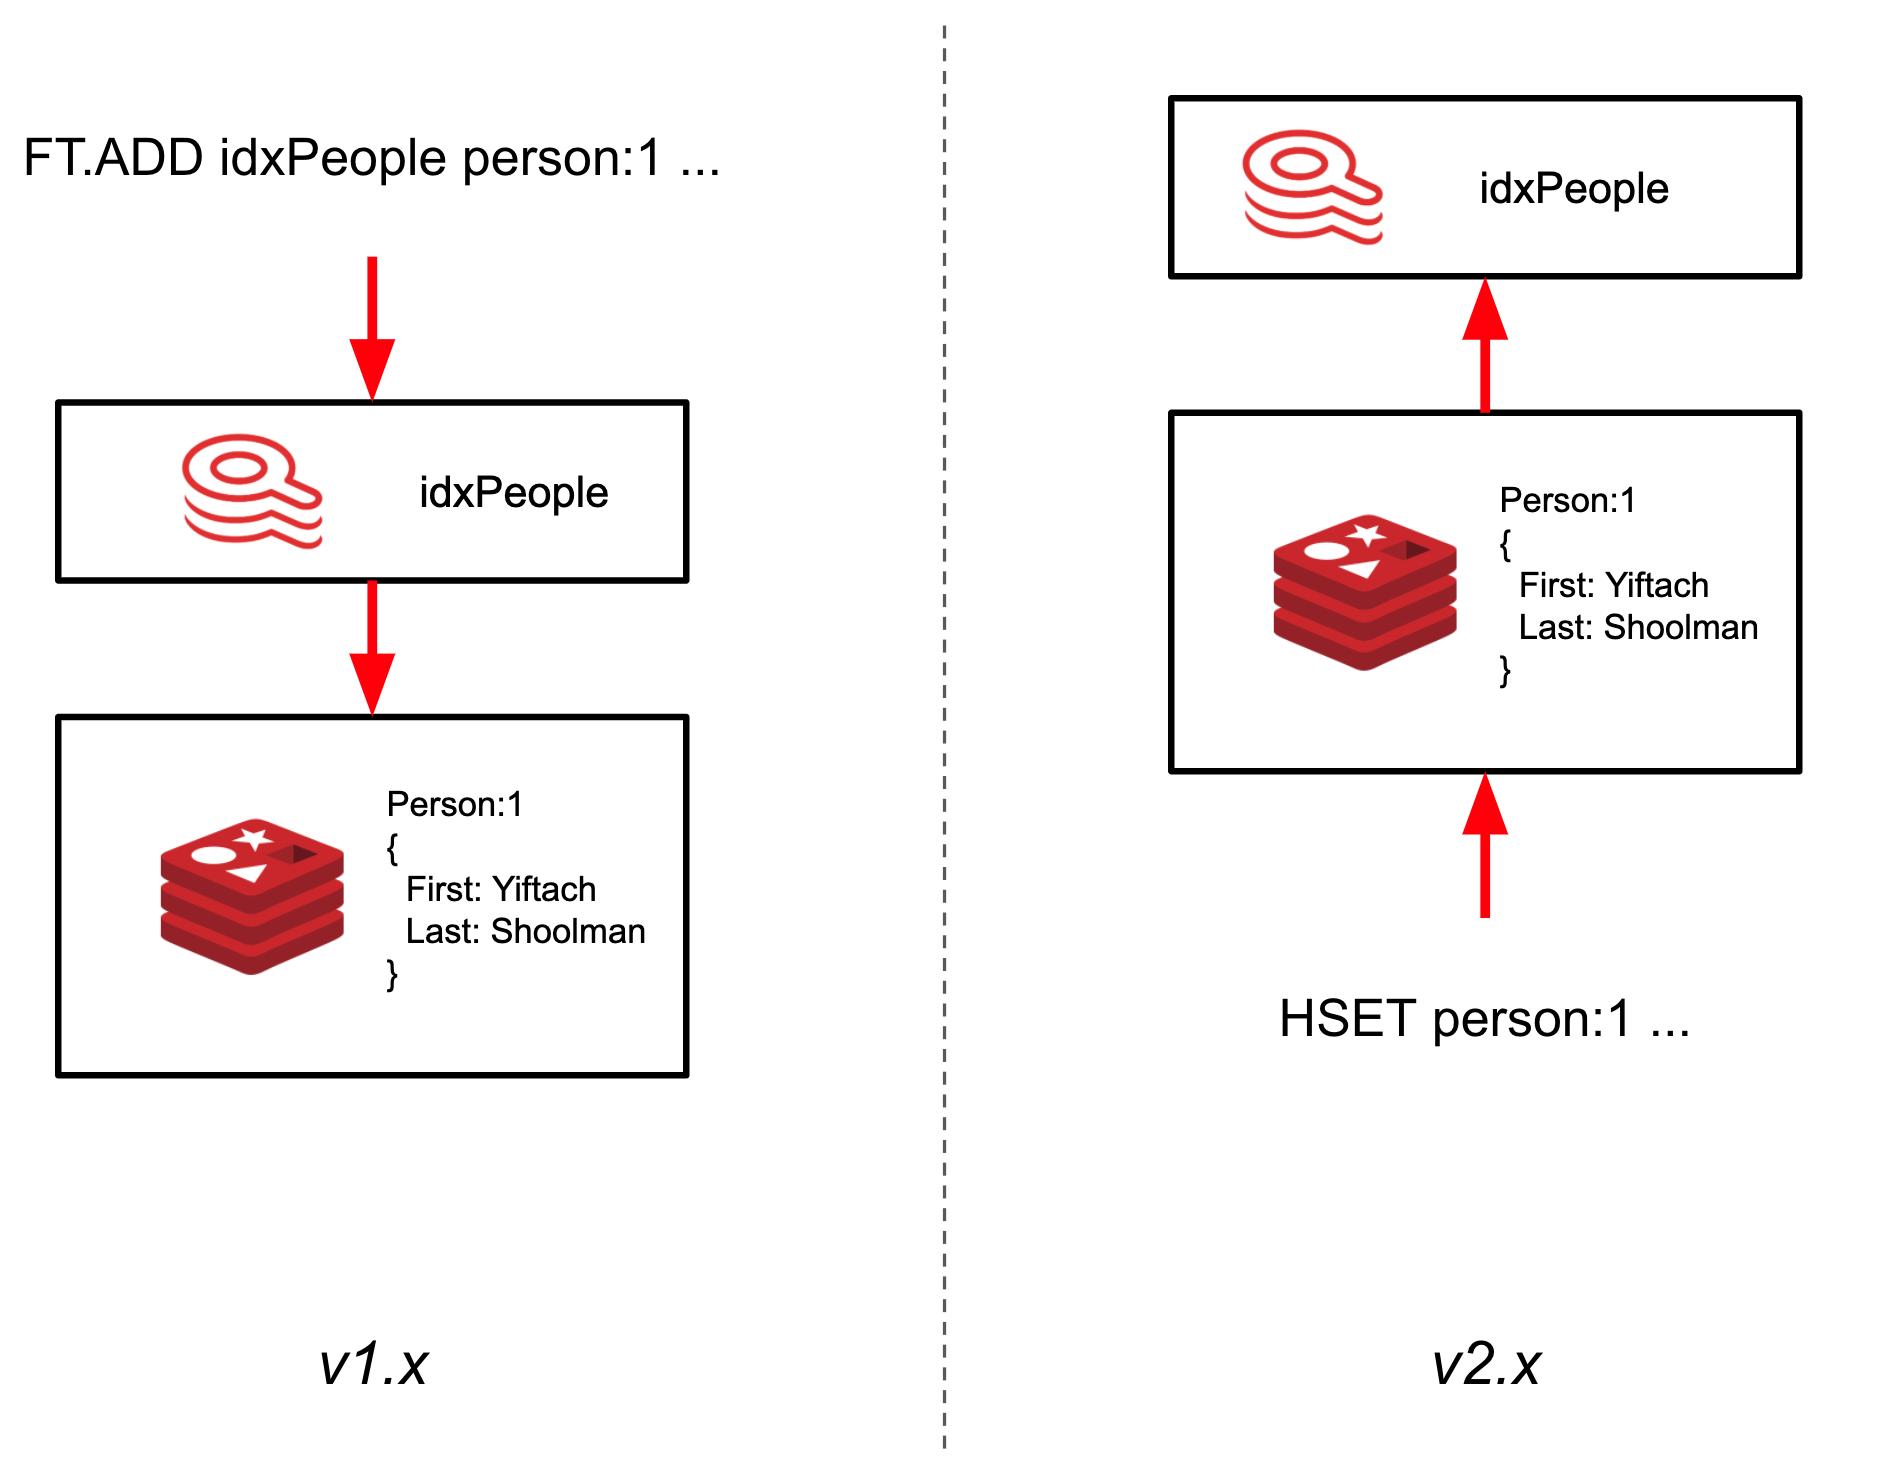 FT.ADD idxPeople person:1 ...
idxPeople
Person:1
{
First: Yiftach
Last: Shoolman
}
v1.x
idxPeople
Person:1
{
First: Yiftach
Last: Shoolman
}
HSET person:1 ...
v2.x